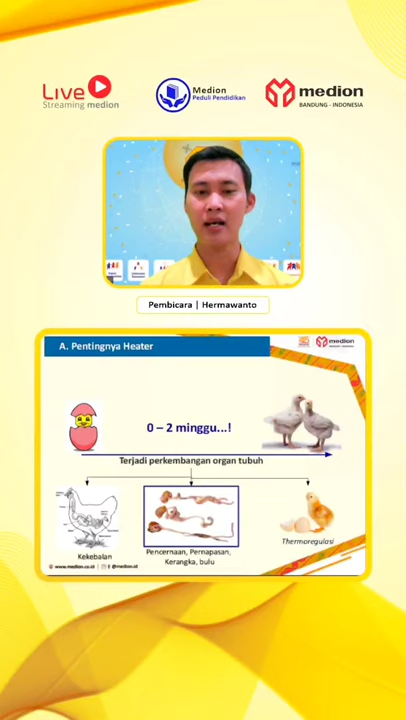 Live
Streaming medion
Medion
Peduli Pendidikan
medion
BANDUNG - INDONESIA
Pembicara | Hermawanto
A. Pentingnya Heater
medion
0 – 2 minggu...!
Terjadi perkembangan organ tubuh
Kekebalan
Pencernaan, Pernapasan,
Kerangka, bulu
Thermoregulasi
www.medion.co.id | @medion.id